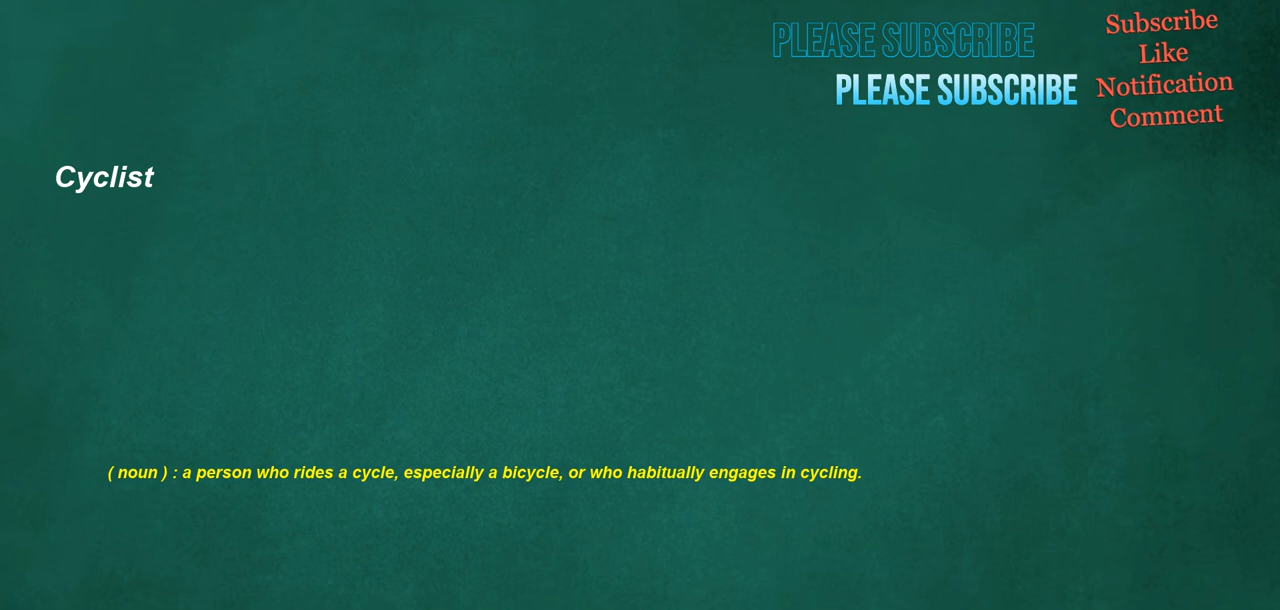 PLEASE SUBSCRIBE
PLEASE SUBSCRIBE
Subscribe
Like
Notification
Comment
Cyclist
( noun ) : a person who rides a cycle, especially a bicycle, or who habitually engages in cycling.